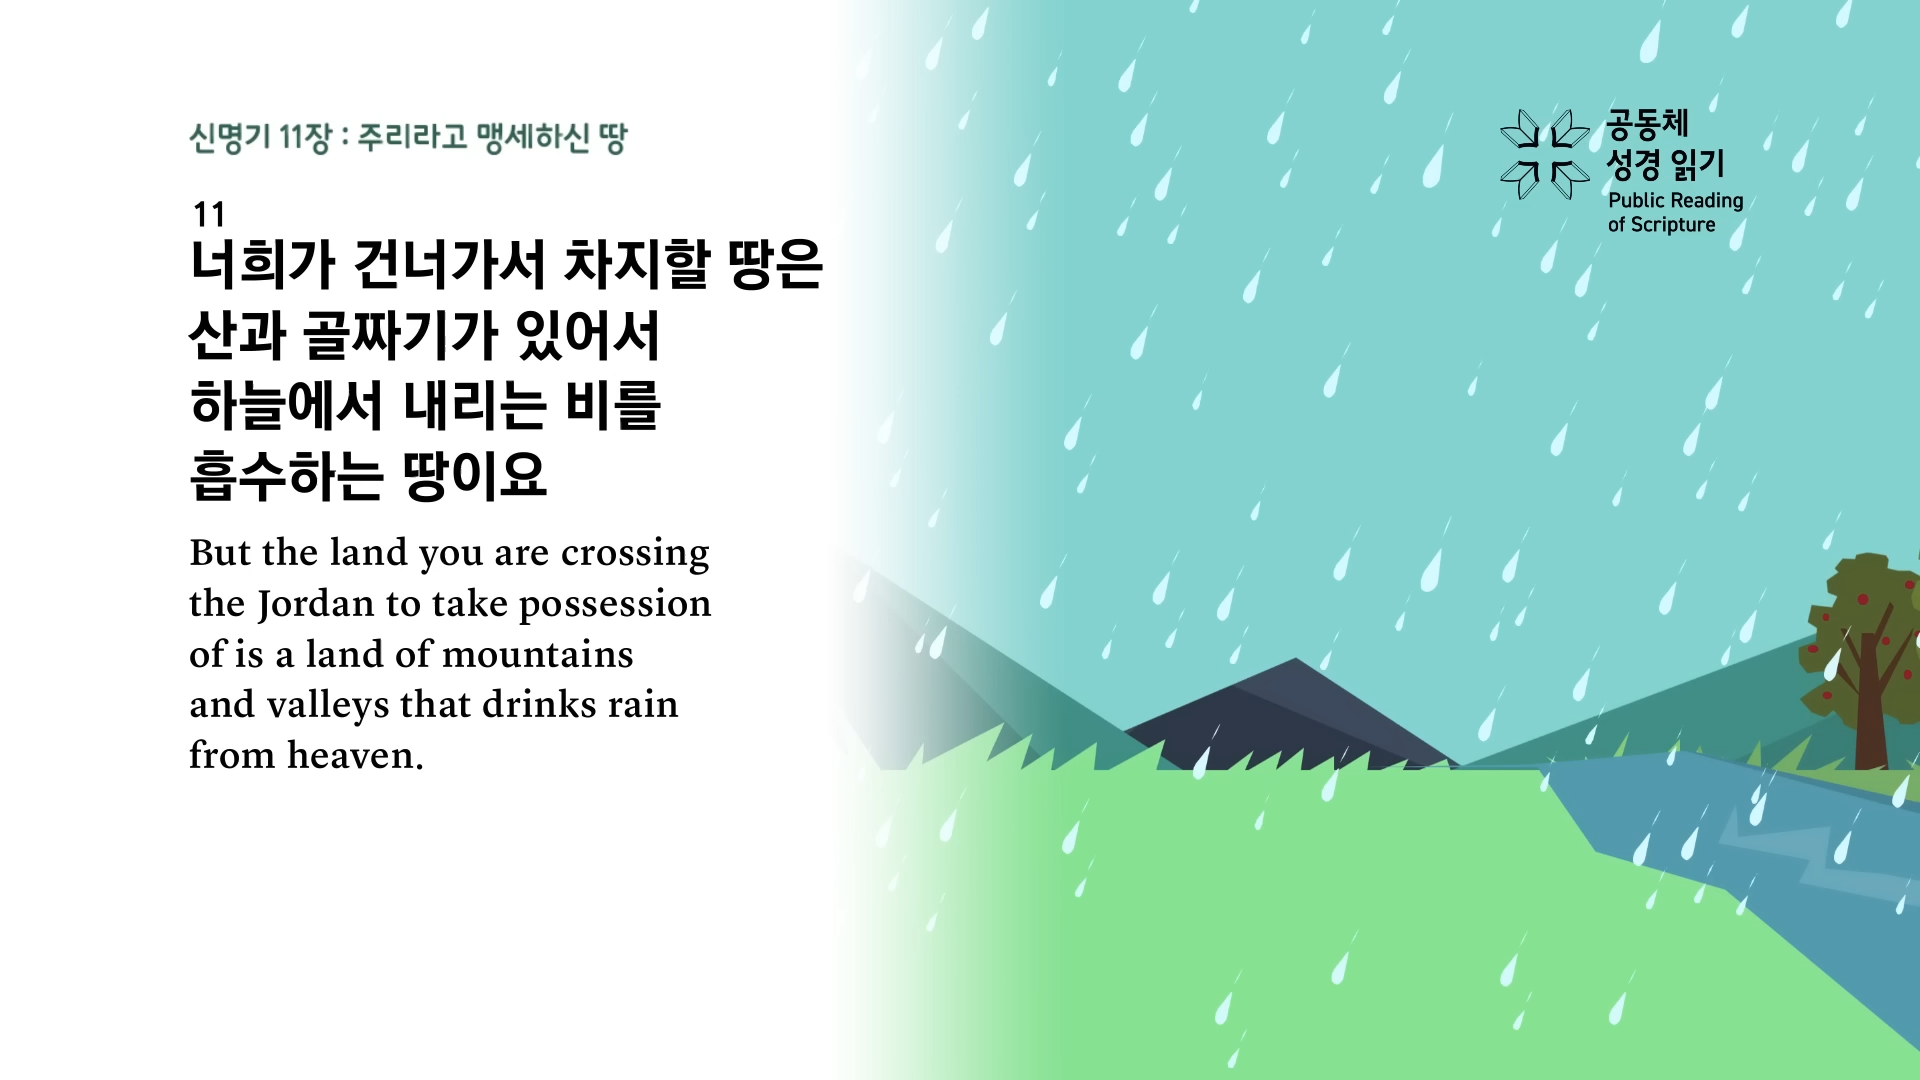 신명기 11장 : 주리라고 맹세하신 땅
11
너희가 건너가서 차지할 땅은
산과 골짜기가 있어서
하늘에서 내리는 비를
흡수하는 땅이요
But the land you are crossing
the Jordan to take possession
of is a land of mountains
and valleys that drinks rain
from heaven.
공동체
성경 읽기
Public Reading
of Scripture